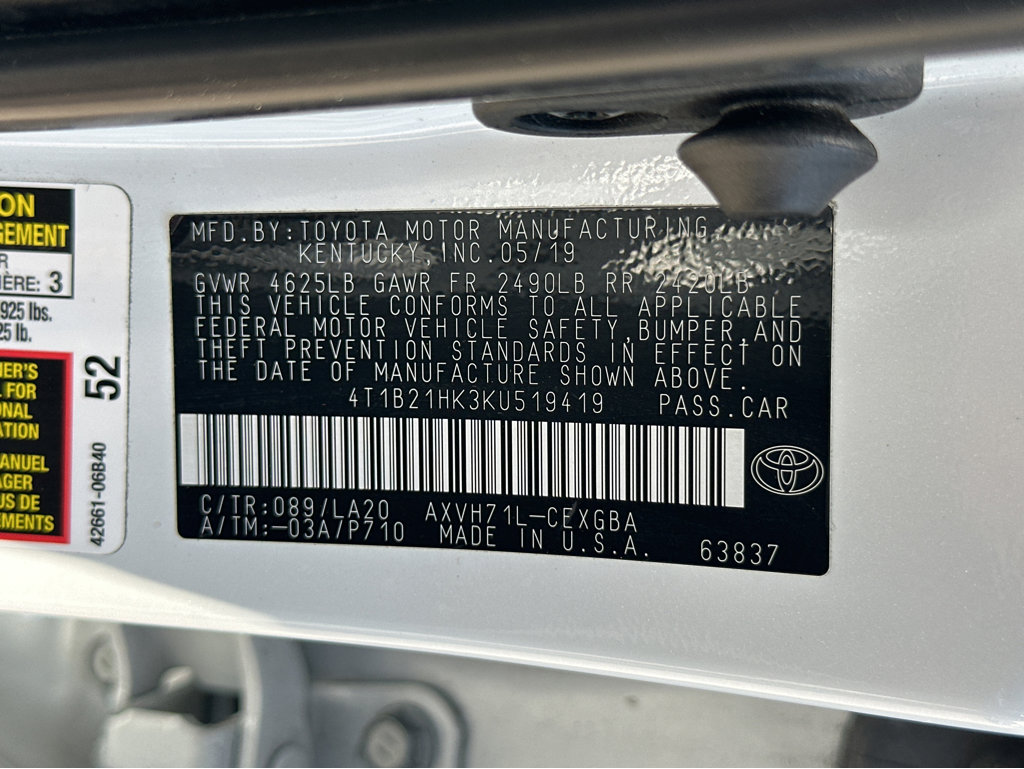 ON
GEMENT
R
IÈRE: 3
925 lbs.
25 lb.
ER'S
L FOR
ONAL
ATION
ANUEL
AGER
US DE
EMENTS
52
42661-06B40
MFD.BY:TOYOTA MOTOR MANUFACTURING
KENTUCKY,INC.05/19
GVWR 4625LB GAWR FR 2490LB RR 2420LB
THIS VEHICLE CONFORMS TO ALL APPLICABLE
FEDERAL MOTOR VEHICLE SAFETY,BUMPER,AND
THEFT PREVENTION STANDARDS IN EFFECT ON
THE DATE OF MANUFACTURE SHOWN ABOVE.
4T1B21HK3KU519419 PASS.CAR
C/TR:089/LA20 AXVH71L-CEXGBA
A/TM:-03A/P710 MADE IN U.S.A. 63837